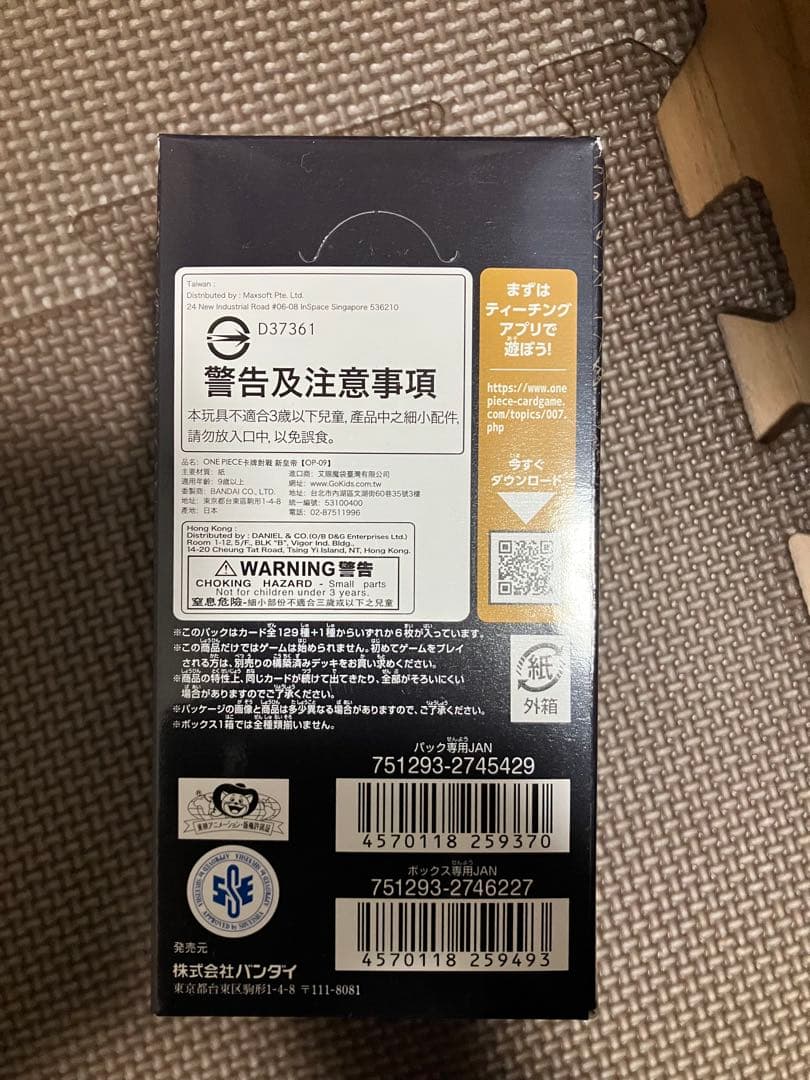 Taiwan :
Distributed by : Maxsoft Pte. Ltd.
24 New Industrial Road #06-08 InSpace Singapore 536210
D37361
警告及注意事項
本玩具不適合3歲以下兒童，產品中之細小配件，
請勿放入口中，以免誤食。
品名：ONE PIECE卡牌對戰 新皇帝【OP-09】
主要材質：紙
適用年齡：9歲以上
委製商：BANDAI CO., LTD.
地址：東京都台東區駒形1-4-8
產地：日本
進口商：艾賜魔袋臺灣有限公司
網址：www.GoKids.com.tw
地址：台北市內湖區文湖街60巷35號3樓
統一編號：53100400
電話：02-87511996
Hong Kong :
Distributed by : DANIEL & CO.(O/B D&G Enterprises Ltd.)
Room 1-12, 5/F., BLK "B", Vigor Ind. Bldg.,
14-20 Cheung Tat Road, Tsing Yi Island, NT, Hong Kong.
WARNING 警告
CHOKING HAZARD - Small parts
Not for children under 3 years.
窒息危險-細小部份不適合三歲或以下之兒童
まずは
ティーチング
アプリで
遊ぼう!
https://www.one
piece-cardgame.
com/topics/007.
php
今すぐ
ダウンロード
※このパックはカード全129種+1種からいずれか6枚が入っています。
※この商品だけではゲームは始められません。初めてゲームをプレイ
される方は、別売りの構築済みデッキをお買い求めください。
※商品の特性上、同じカードが続けて出てきたり、全部がそろいにくい
場合がありますのでご了承ください。
※パッケージの画像と商品は多少異なる場合がありますので、ご了承ください。
※ボックス1箱では全種類揃いません。
紙
外箱
パック専用JAN
751293-2745429
4570118 259370
ボックス専用JAN
751293-2746227
4570118 259493
東映アニメーション・版権許諾証
発売元
株式会社バンダイ
東京都台東区駒形1-4-8 〒111-8081